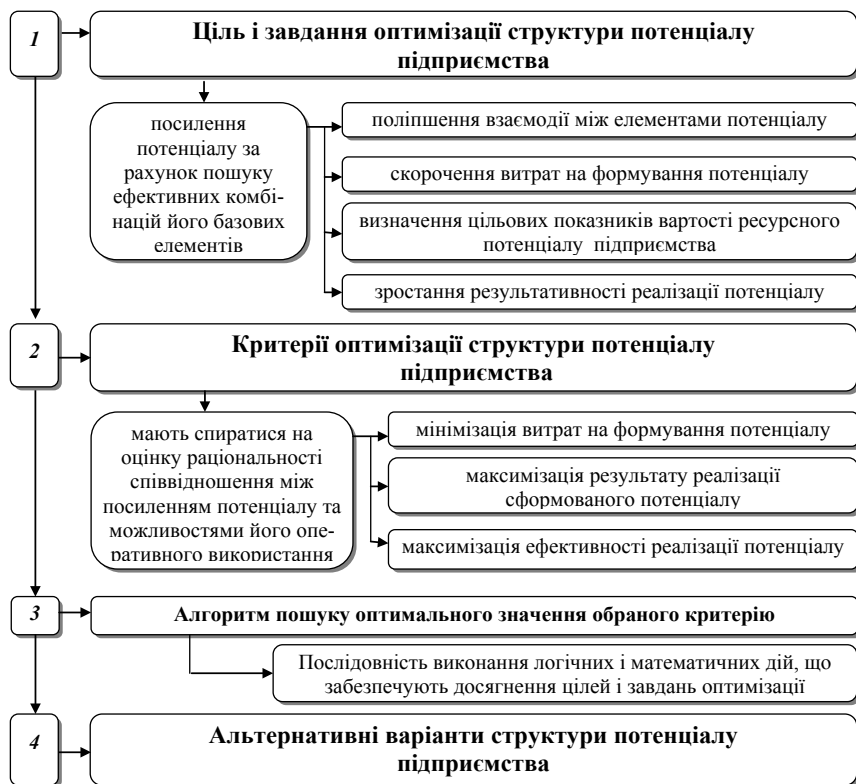 1
Ціль і завдання оптимізації структури потенціалу
підприємства
посилення
потенціалу за
рахунок пошуку
ефективних комбі-
націй його базових
елементів
поліпшення взаємодії між елементами потенціалу
скорочення витрат на формування потенціалу
визначення цільових показників вартості ресурсного
потенціалу підприємства
зростання результативності реалізації потенціалу
2
Критерії оптимізації структури потенціалу
підприємства
мають спиратися на
оцінку раціональності
співвідношення між
посиленням потенціалу та
можливостями його опе-
ративного використання
мінімізація витрат на формування потенціалу
максимізація результату реалізації
сформованого потенціалу
максимізація ефективності реалізації потенціалу
3
Алгоритм пошуку оптимального значення обраного критерію
Послідовність виконання логічних і математичних дій, що
забезпечують досягнення цілей і завдань оптимізації
4
Альтернативні варіанти структури потенціалу
підприємства